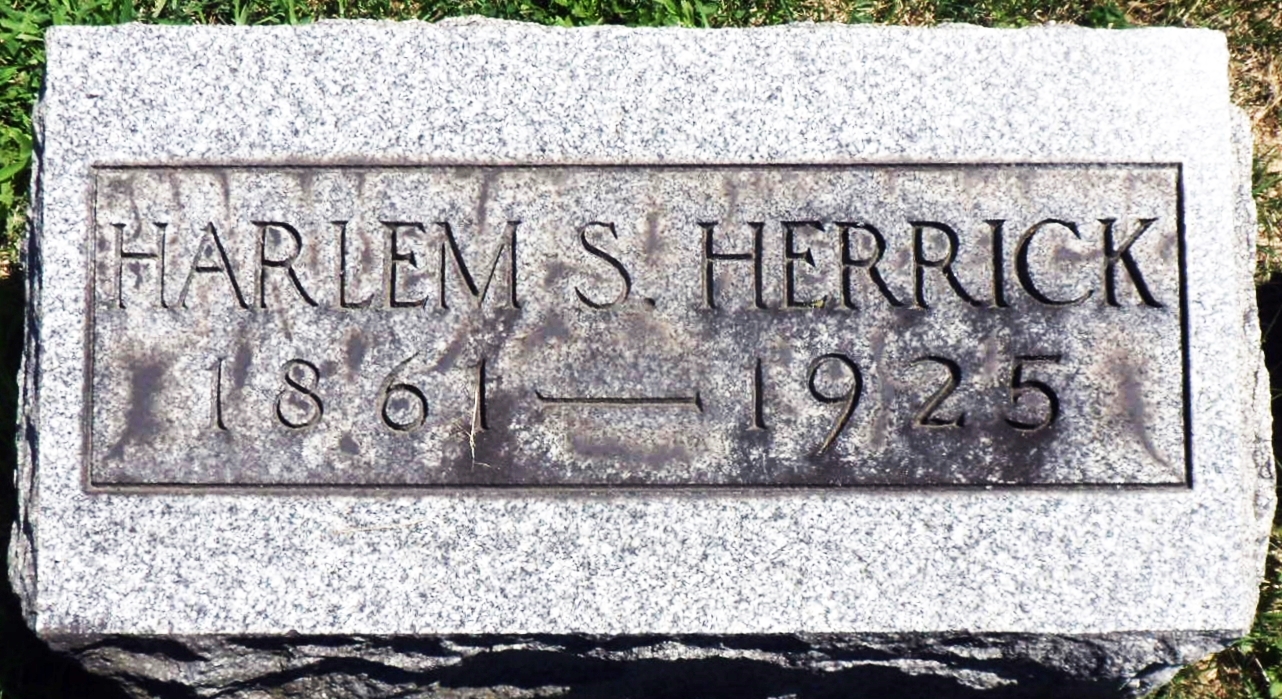 HARLEM S. HERRICK
1861 — 1925